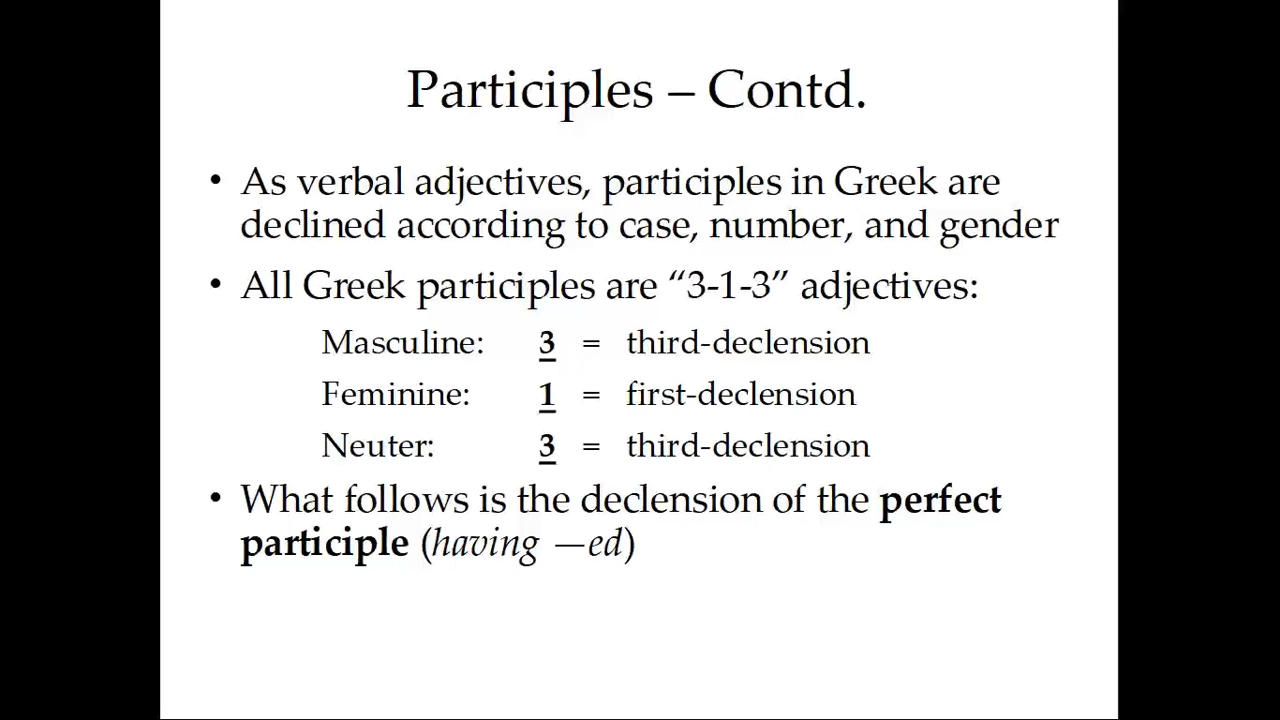 Participles – Contd.
• As verbal adjectives, participles in Greek are
declined according to case, number, and gender
• All Greek participles are “3-1-3” adjectives:
Masculine: 3 = third-declension
Feminine: 1 = first-declension
Neuter: 3 = third-declension
• What follows is the declension of the perfect
participle (having —ed)